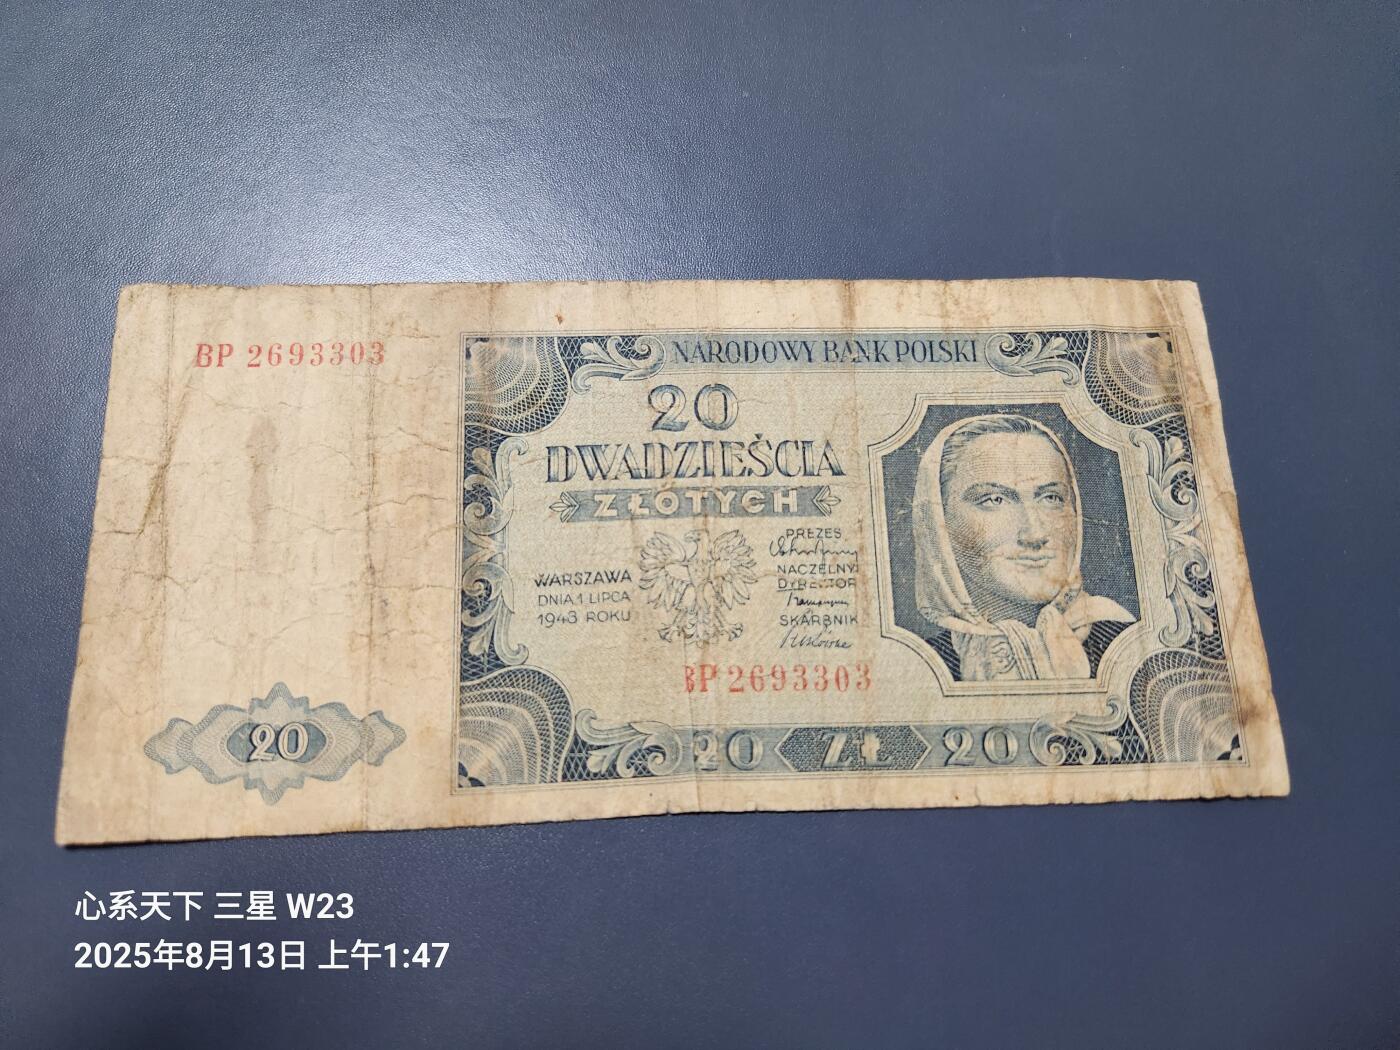 BP 2693303
NARODOWY BANK POLSKI
20
DWADZIEŚCIA
ZŁOTYCH
WARSZAWA
DNIA 1 LIPCA
1948 ROKU
PREZES
NACZELNY
DYREKTOR
SKARBNIK
BP 2693303
20
20 ZŁ 20
心系天下 三星 W23
2025年8月13日 上午1:47